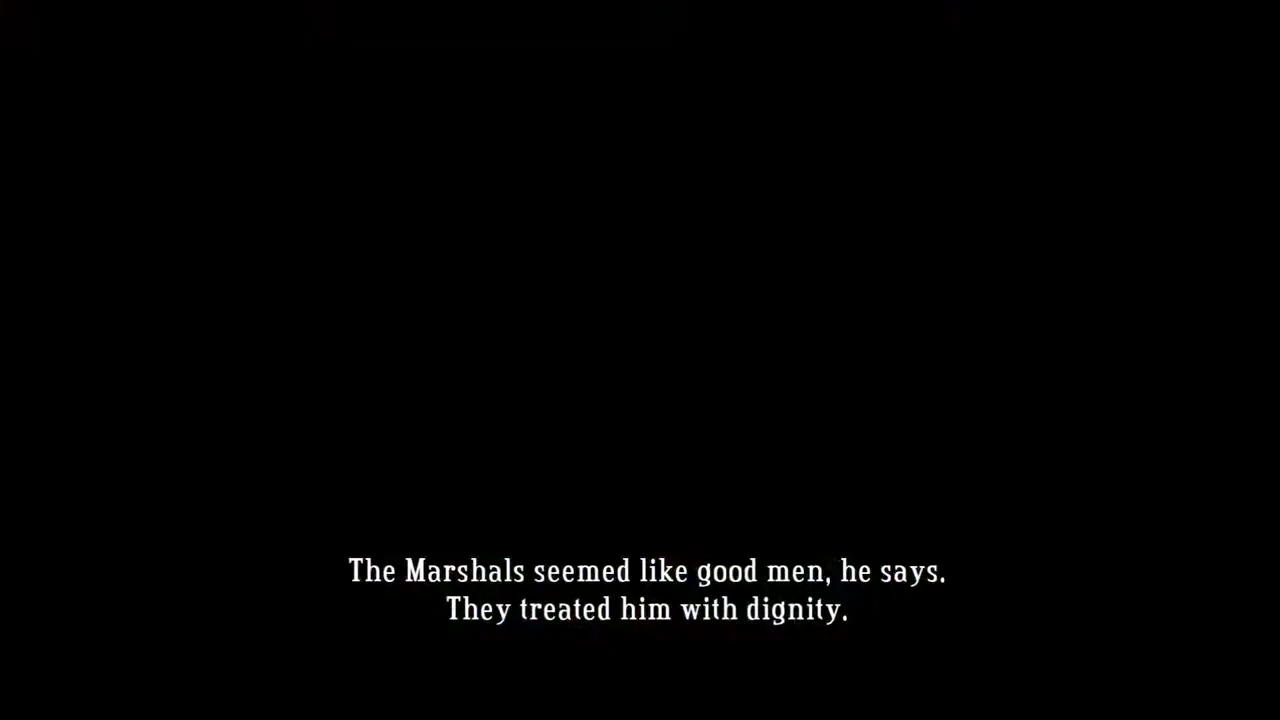 The Marshals seemed like good men, he says.
They treated him with dignity.